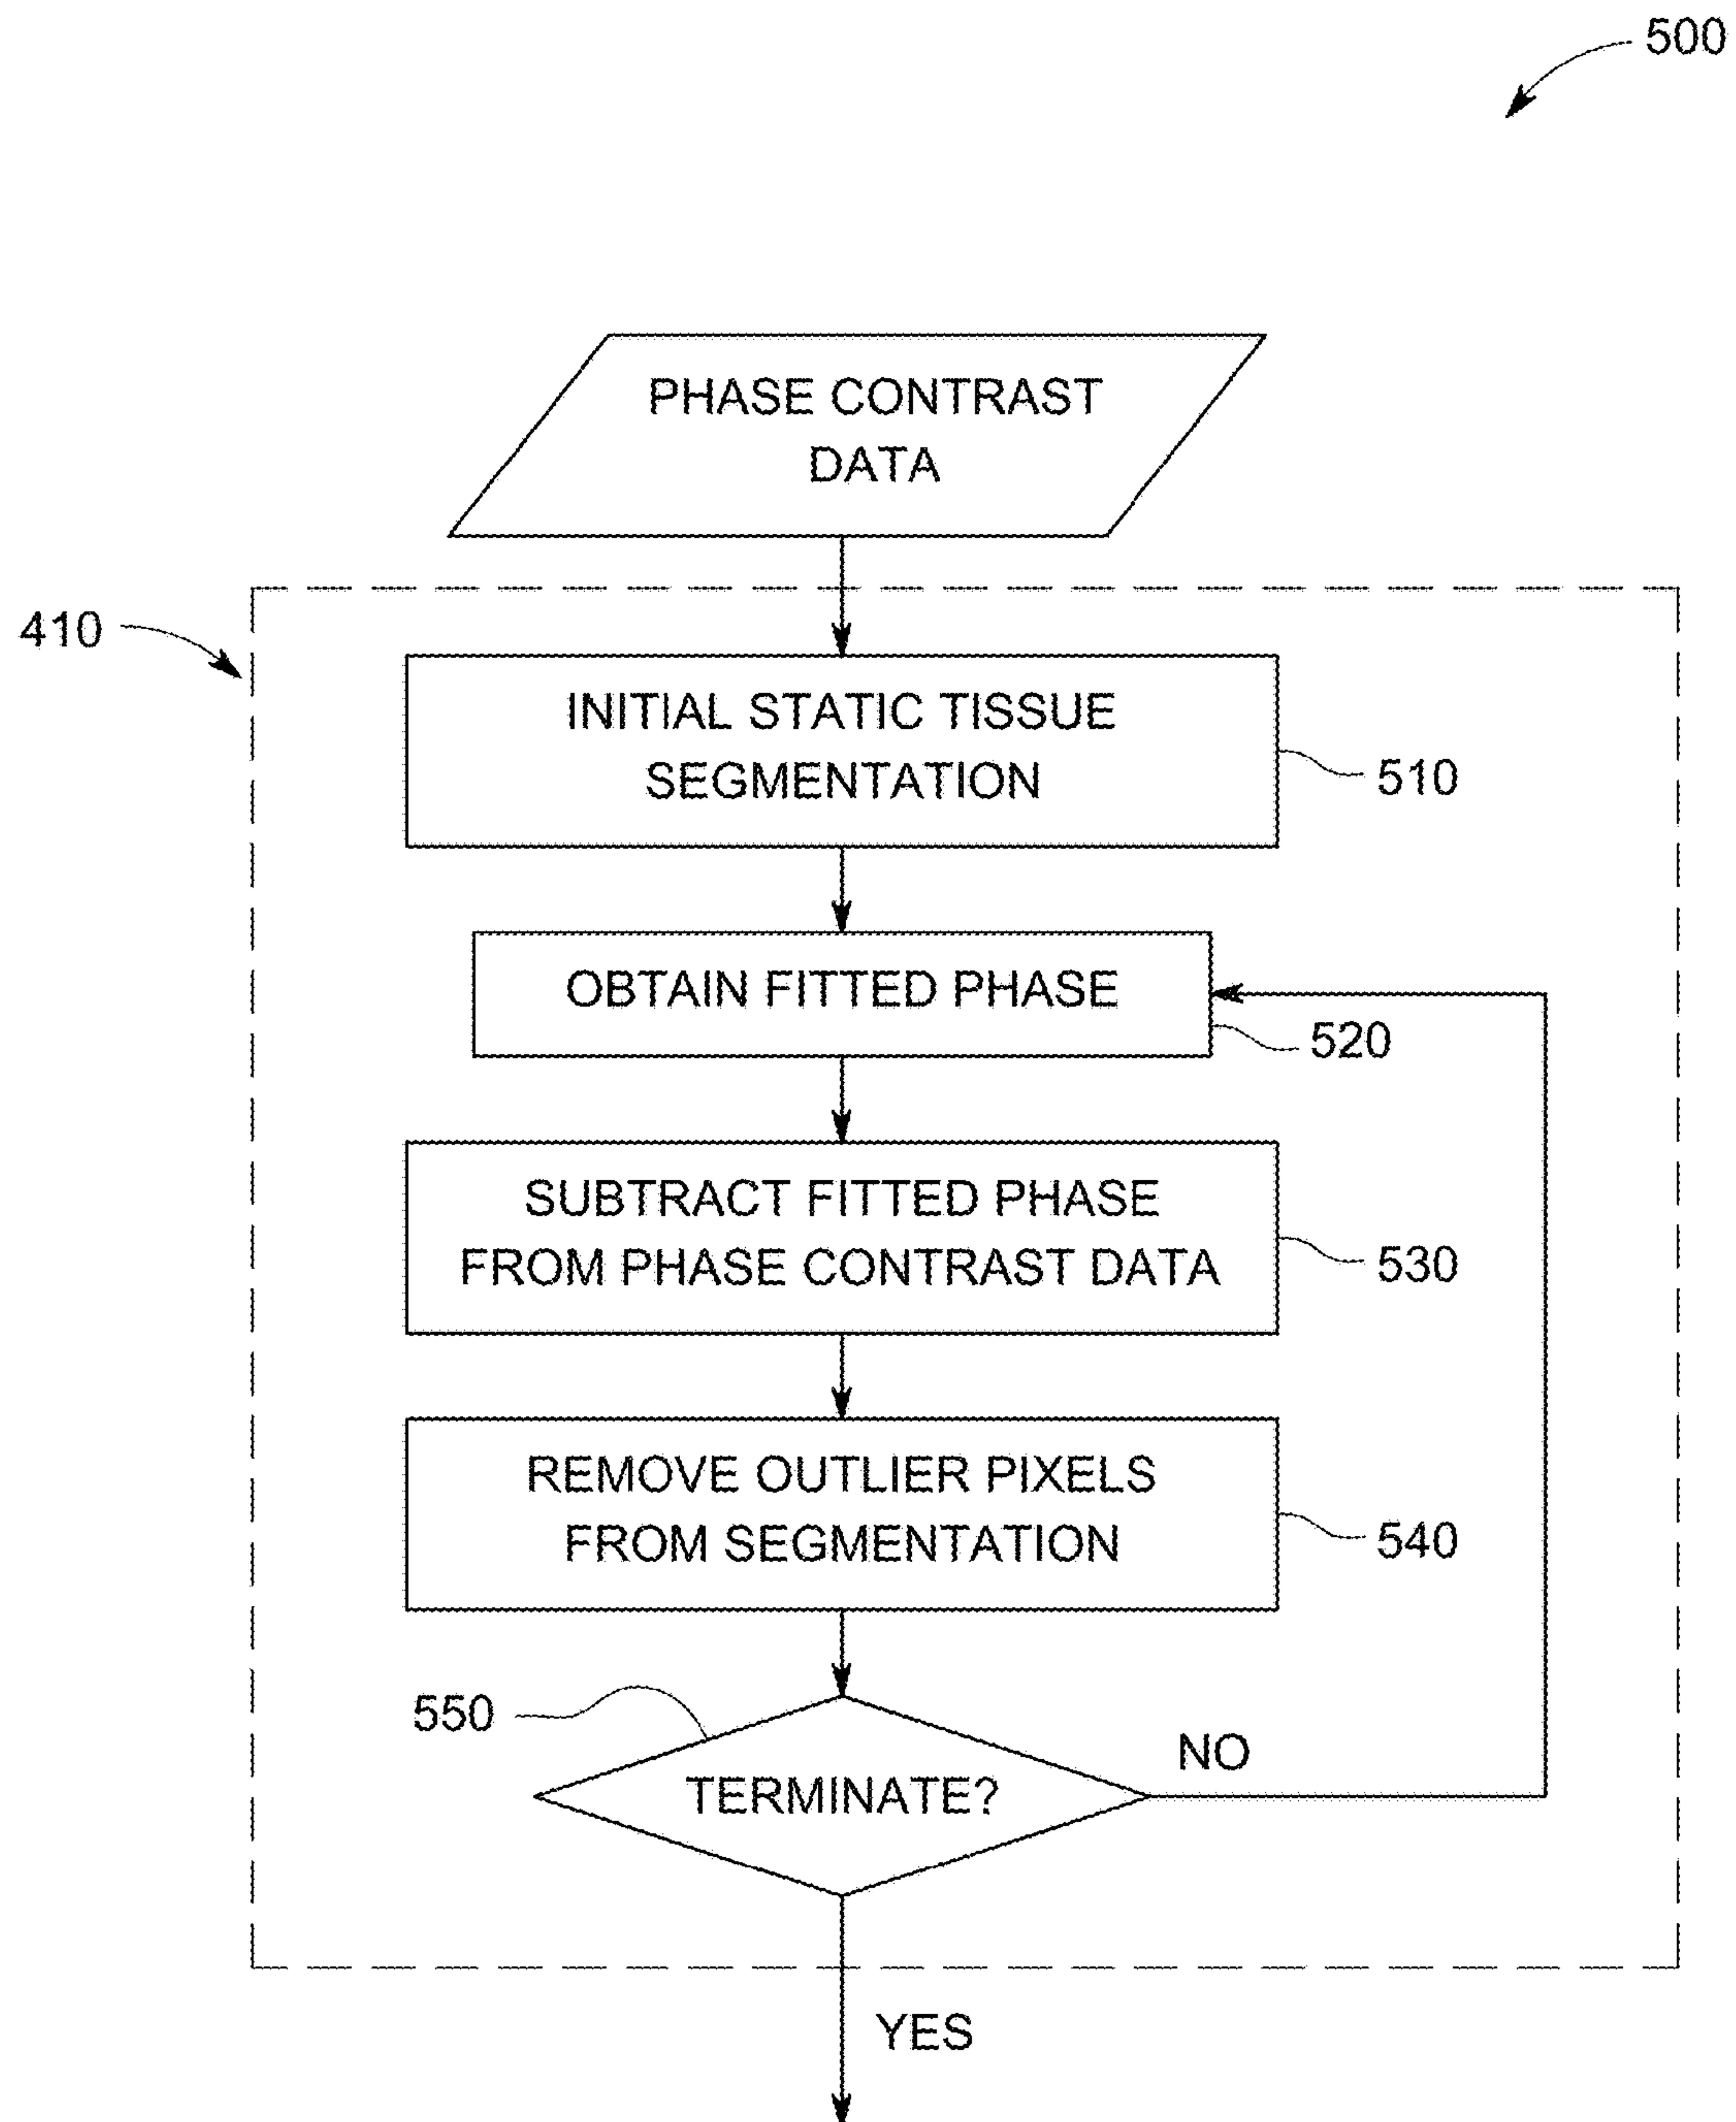 500
PHASE CONTRAST
DATA
410
INITIAL STATIC TISSUE
SEGMENTATION
510
OBTAIN FITTED PHASE
520
SUBTRACT FITTED PHASE
FROM PHASE CONTRAST DATA
530
REMOVE OUTLIER PIXELS
FROM SEGMENTATION
540
550
TERMINATE?
NO
YES